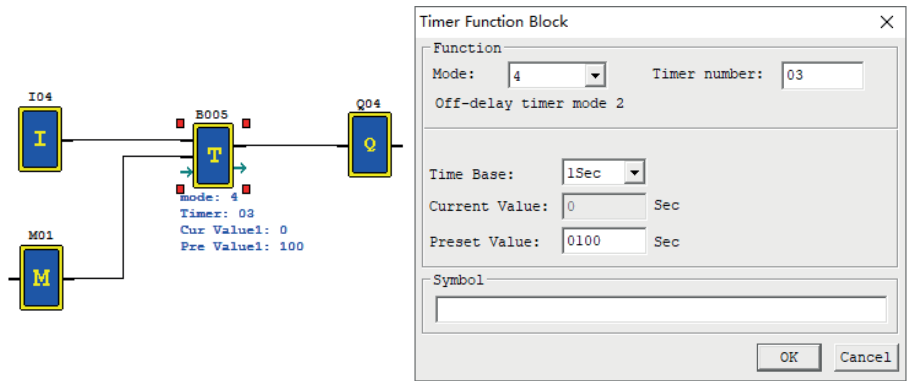 I04
I
B005
T
Q04
Q
mode: 4
Timer: 03
Cur Value1: 0
Pre Value1: 100
M01
M
Timer Function Block
Function
Mode: 4 Timer number: 03
Off-delay timer mode 2
Time Base: 1Sec
Current Value: 0 Sec
Preset Value: 0100 Sec
Symbol
OK Cancel